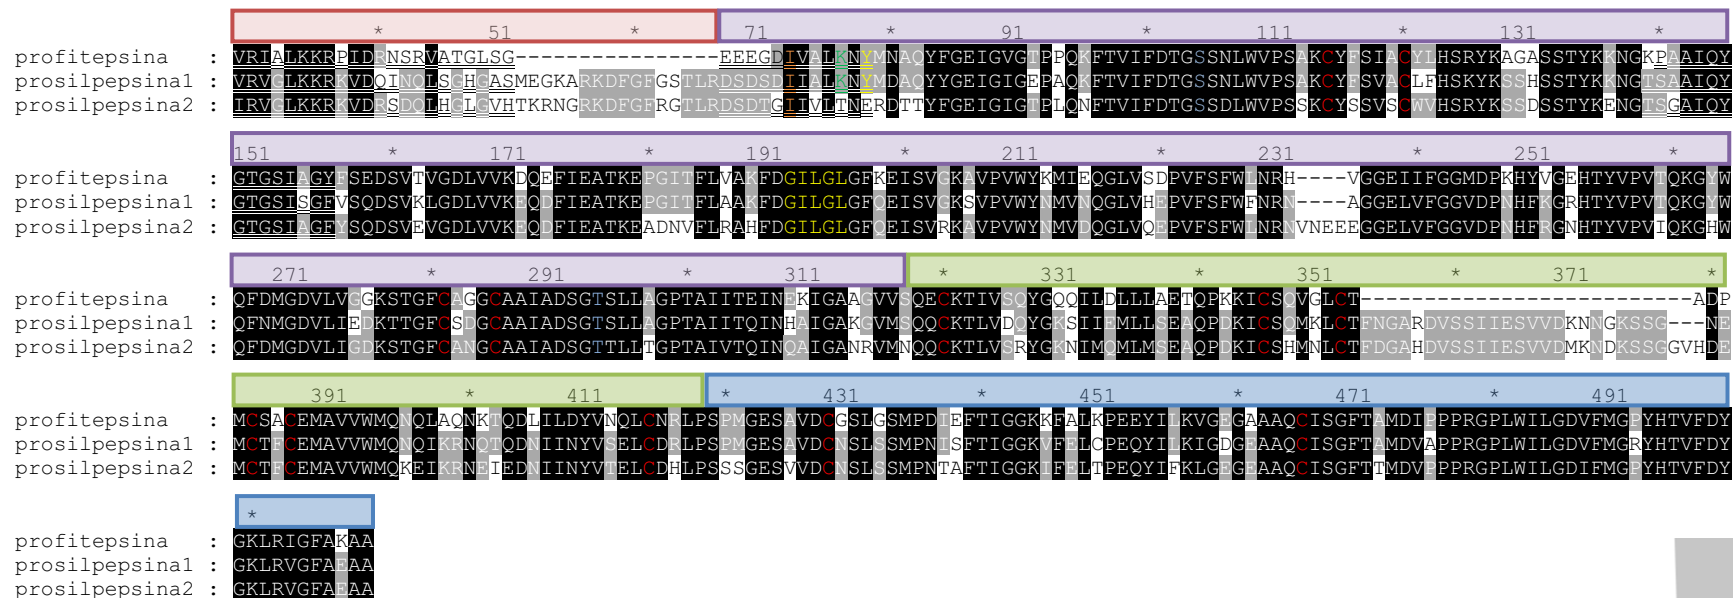 * 51 * 71 * 91 * 111 * 131 *
profitepsina : VRIALKKRPIDRNSRVATGLSG----------------EEEGDIVALKNYMNAQYFGEIGVGTPPQKFTVIFDTGSSNLWVPSAKCYFSIACYLHSRYKAGASSTYKKNGKPAAIQY
prosilpepsina1 : VRVGLKKRKVDQINQLSGHGASMEGKARKDFGFGSTLRDSDSDIIALKNYMDAQYYGEIGIGEPAQKFTVIFDTGSSNLWVPSAKCYFSVACLFHSKYKSSHSSTYKKNGTSAAIQY
prosilpepsina2 : IRVGLKKRKVDRSDQLHGLGVHTKRNGRKDFGFRGTLRDSDTGIIVLTNERDTTYFGEIGIGTPLQNFTVIFDTGSSDLWVPSSKCYSSVSCWVHSRYKSSDSSTYKENGTSGAIQY
151 * 171 * 191 * 211 * 231 * 251 *
profitepsina : GTGSIAGYFSEDSVTVGDLVVKDQEFIEATKEPGITFLVAKFDGILGLGFKEISVGKAVPVWYKMIEQGLVSDPVFSFWLNRH----VGGEIIFGGMDPKHYVGEHTYVPVTQKGYW
prosilpepsina1 : GTGSISGFVSQDSVKLGDLVVKEQDFIEATKEPGITFLAAKFDGILGLGFQEISVGKSVPVWYNMVNQGLVHEPVFSFWFNRN----AGGELVFGGVDPNHFKGRHTYVPVTQKGYW
prosilpepsina2 : GTGSIAGFYSQDSVEVGDLVVKEQDFIEATKEADNVFLRAHFDGILGLGFQEISVRKAVPVWYNMVDQGLVQEPVFSFWLNRNVNEEEGGELVFGGVDPNHFRGNHTYVPVIQKGHW
271 * 291 * 311 * 331 * 351 * 371 *
profitepsina : QFDMGDVLVGGKSTGFCAGGCAAIADSGTSLLAGPTAIITEINEKIGAAGVVSQECKTIVSQYGQQILDLLLAETQPKKICSQVGLCT--------------------------ADP
prosilpepsina1 : QFNMGDVLIEDKTTGFCSDGCAAIADSGTSLLAGPTAIITQINHAIGAKGVMSQQCKTLVDQYGKSIIEMLLSEAQPDKICSQMKLCTFNGARDVSSIIESVVDKNNGKSSG---NE
prosilpepsina2 : QFDMGDVLIGDKSTGFCANGCAAIADSGTTLLTGPTAIVTQINQAIGANRVMNQQCKTLVSRYGKNIMQMLMSEAQPDKICSHMNLCTFDGAHDVSSIIESVVDMKNDKSSGGVHDE
391 * 411 * 431 * 451 * 471 * 491 *
profitepsina : MCSACEMAVVWMQNQLAQNKTQDLILDYVNQLCNRLPSPMGESAVDCGSLGSMPDIEFTIGGKKFALKPEEYILKVGEGAAAQCISGFTAMDIPPPRGPLWILGDVFMGPYHTVFDY
prosilpepsina1 : MCTFCEMAVVWMQNQIKRNQTQDNIINYVSELCDRLPSPMGESAVDCNSLSSMPNISFTIGGKVFELCPEQYILKIGDGEAAQCISGFTAMDVAPPRGPLWILGDVFMGRYHTVFDY
prosilpepsina2 : MCTFCEMAVVWMQKEIKRNEIEDNIINYVTELCDHLPSSSGESVVDCNSLSSMPNTAFTIGGKIFELTPEQYIFKLGEGEAAQCISGFTTMDVPPPRGPLWILGDIFMGPYHTVFDY
*
profitepsina : GKLRIGFAKAA
prosilpepsina1 : GKLRVGFAEAA
prosilpepsina2 : GKLRVGFAEAA